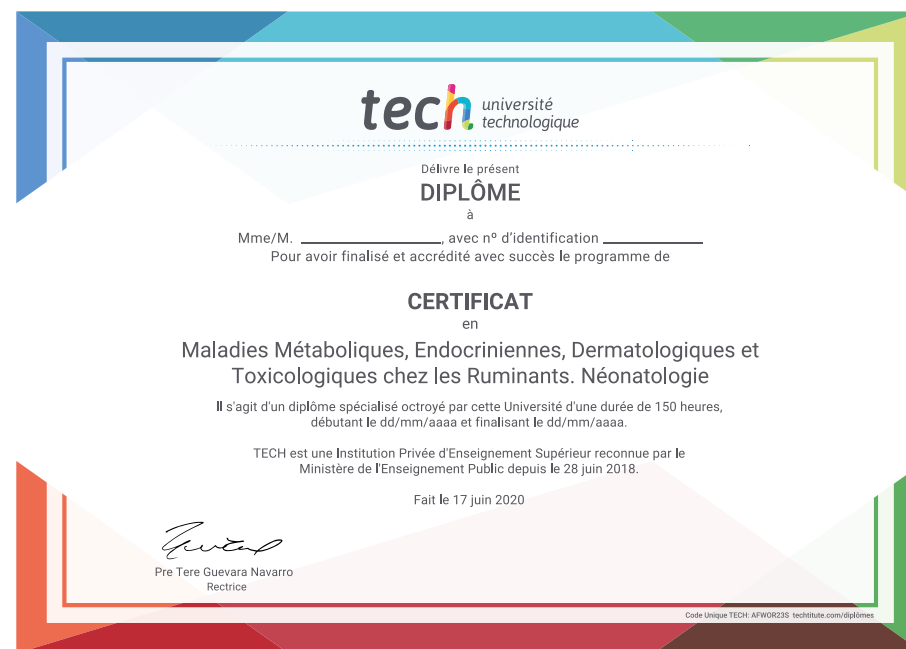 tech université
technologique
Délivre le présent
DIPLÔME
à
Mme/M. ____________________, avec nº d'identification ______________
Pour avoir finalisé et accrédité avec succès le programme de
CERTIFICAT
en
Maladies Métaboliques, Endocriniennes, Dermatologiques et
Toxicologiques chez les Ruminants. Néonatologie
Il s'agit d'un diplôme spécialisé octroyé par cette Université d'une durée de 150 heures,
débutant le dd/mm/aaaa et finalisant le dd/mm/aaaa.
TECH est une Institution Privée d'Enseignement Supérieur reconnue par le
Ministère de l'Enseignement Public depuis le 28 juin 2018.
Fait le 17 juin 2020
Pre Tere Guevara Navarro
Rectrice
Code Unique TECH: AFWOR23S techtitute.com/diplômes